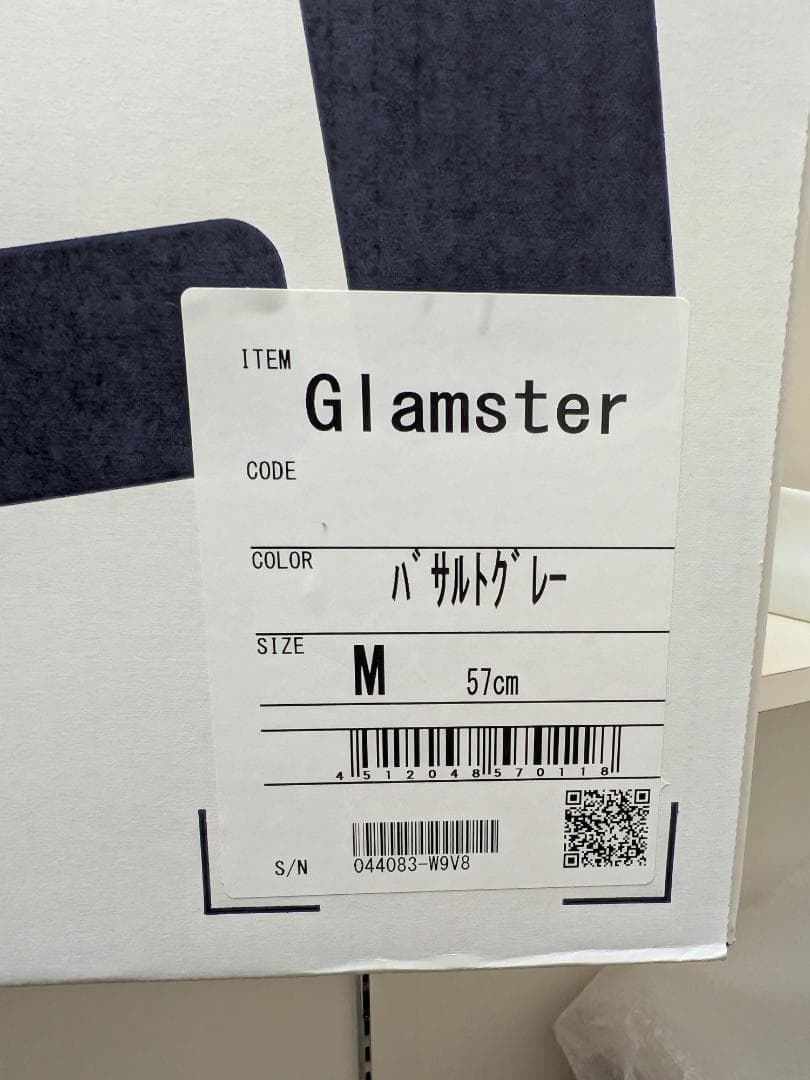 ITEM
Glamster
CODE
COLOR ﾊﾞｻﾙﾄｸﾞﾚｰ
SIZE M 57cm
4512048570118
S/N 044083-W9V8